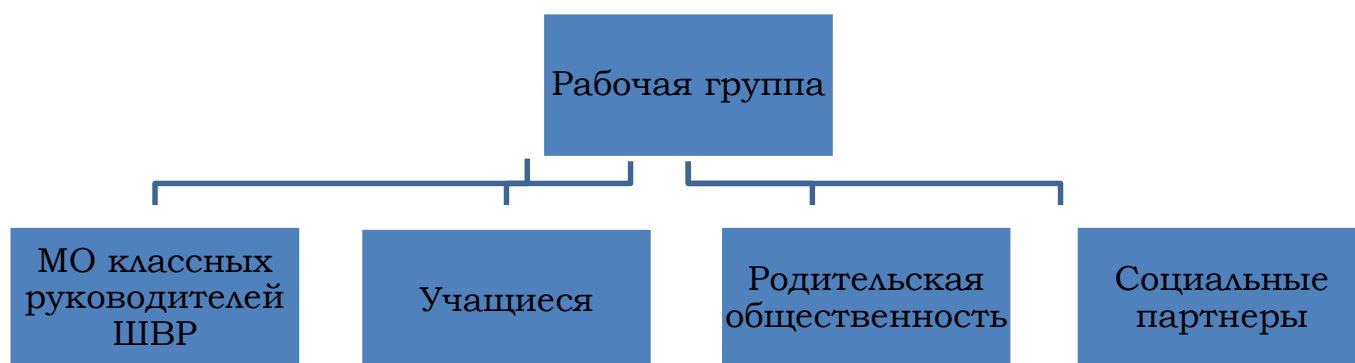 Рабочая группа
МО классных
руководителей
ШВР
Учащиеся
Родительская
общественность
Социальные
партнеры